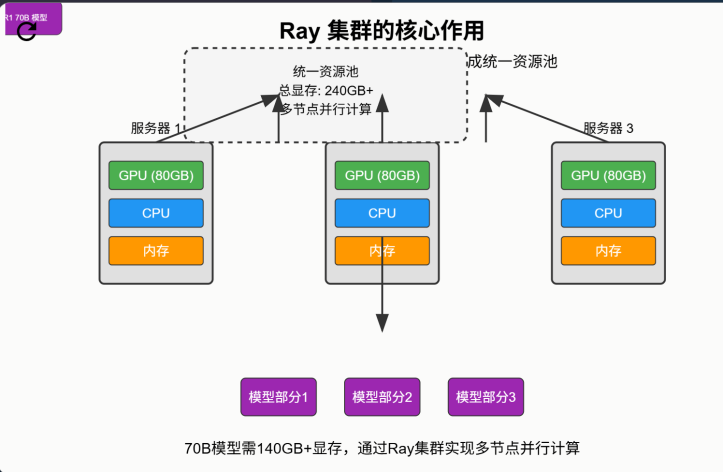 R1 70B 模型
Ray 集群的核心作用
成统一资源池
统一资源池
总显存: 240GB+
多节点并行计算
服务器 1
服务器 3
GPU (80GB)
GPU (80GB)
GPU (80GB)
CPU
CPU
CPU
内存
内存
内存
模型部分1
模型部分2
模型部分3
70B模型需140GB+显存，通过Ray集群实现多节点并行计算